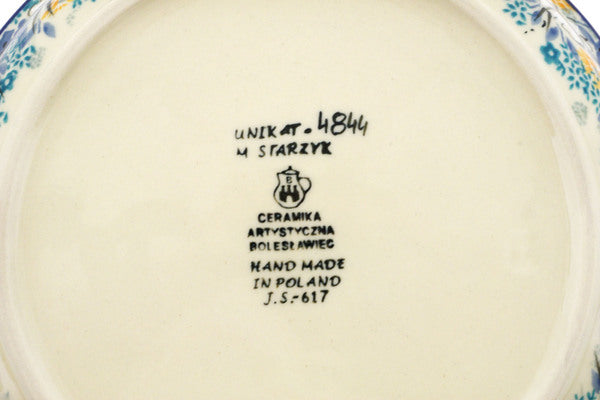 UNIKAT. 4844
M STARZYK
B
CERAMIKA
ARTYSTYCZNA
BOLESŁAWIEC
HAND MADE
IN POLAND
J.S.-617